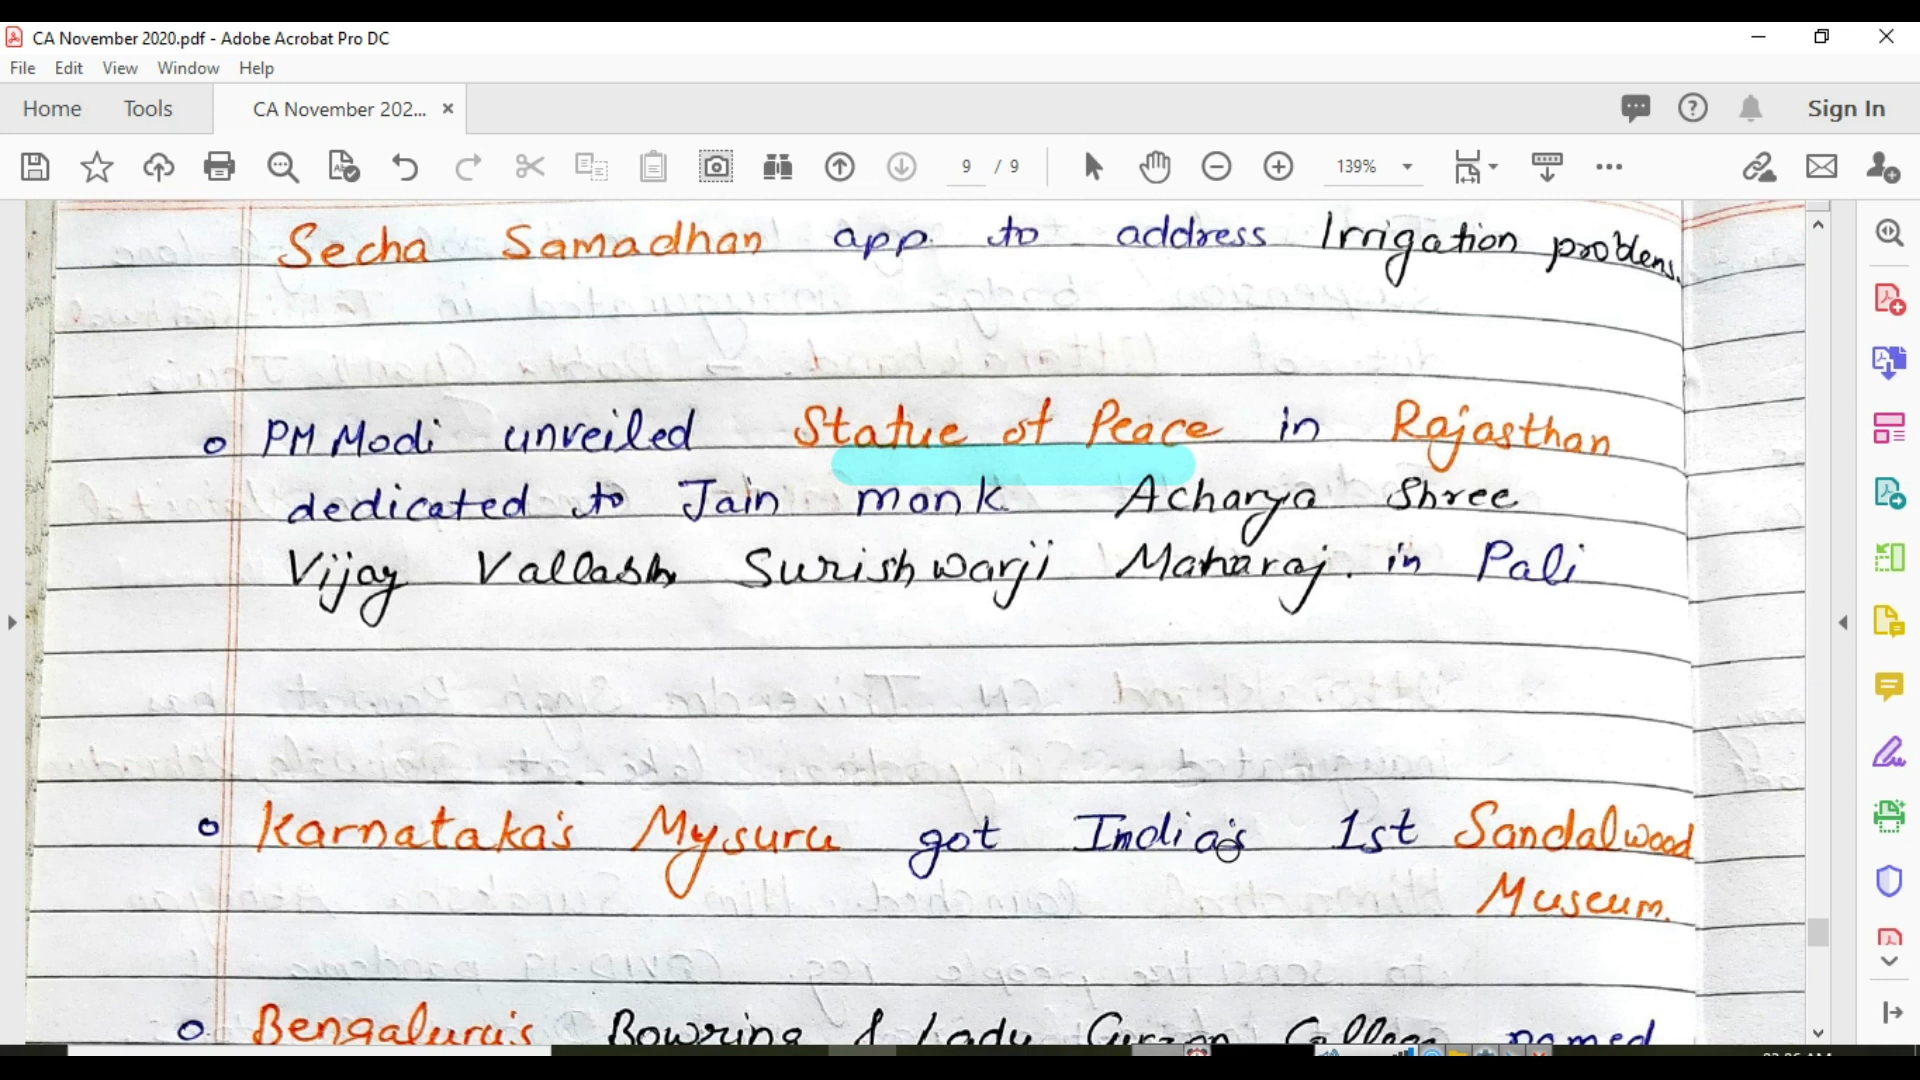 CA November 2020.pdf - Adobe Acrobat Pro DC
File Edit View Window Help
Home Tools CA November 202... × Sign In
9 / 9 139%
Secha Samadhan app to address Irrigation problems.
o PM Modi unveiled Statue of Peace in Rajasthan
dedicated to Jain monk Acharya Shree
Vijay Vallabh Surishwarji Maharaj. in Pali
o Karnataka's Mysuru got India's 1st Sandalwood
Museum.
o Bengaluru's Bowring & Lady Curzon College named